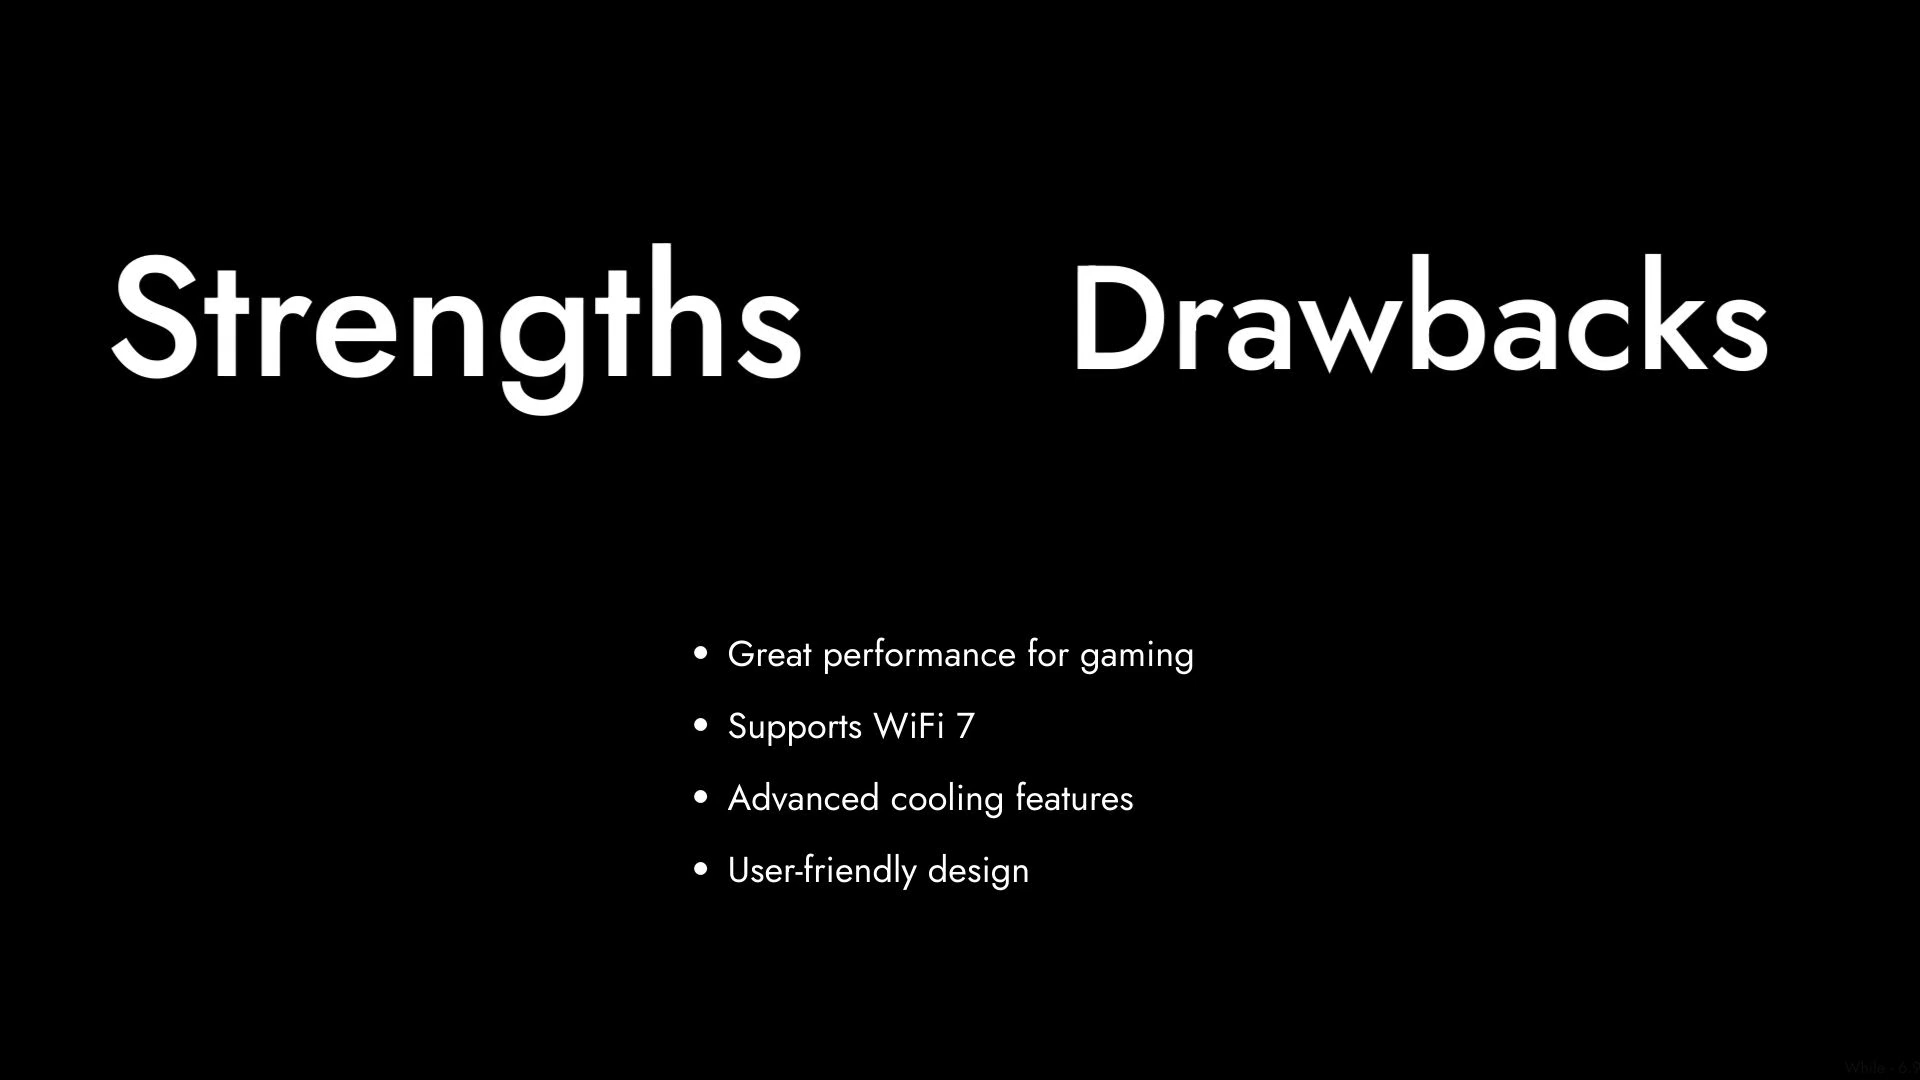 Strengths
Drawbacks
Great performance for gaming
Supports WiFi 7
Advanced cooling features
User-friendly design